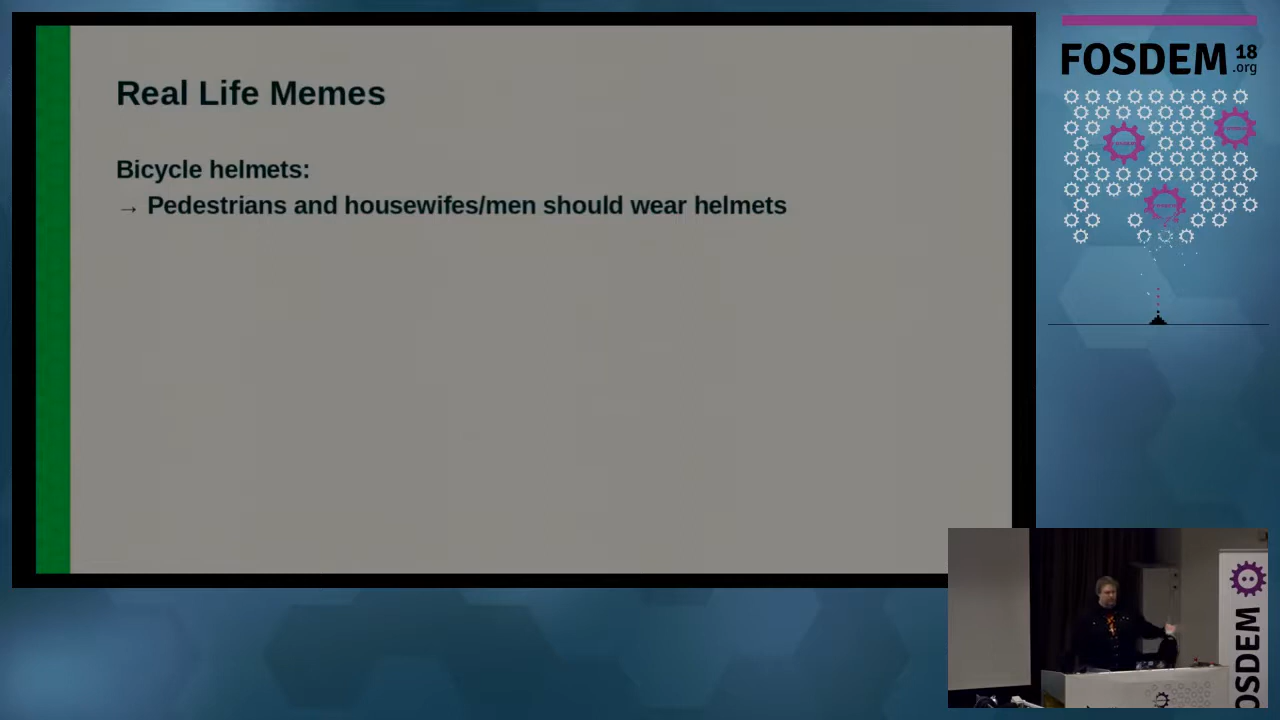 Real Life Memes
Bicycle helmets:
→ Pedestrians and housewifes/men should wear helmets
FOSDEM 18
.org
FOSDEM